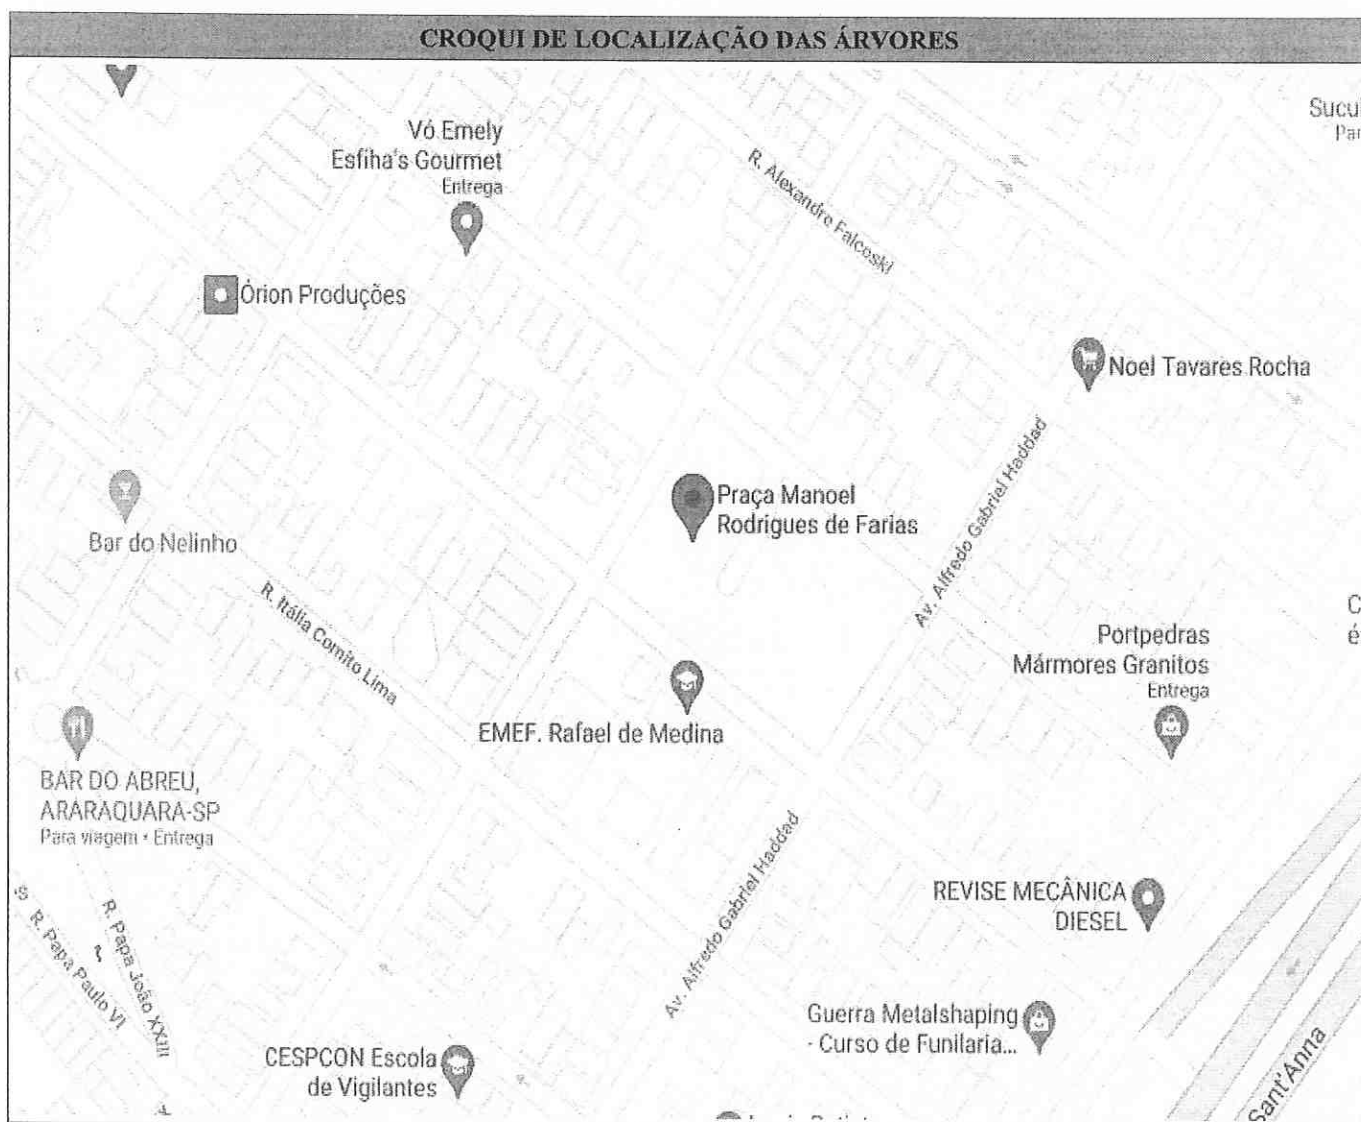 CROQUI DE LOCALIZAÇÃO DAS ÁRVORES
Vó Emely
Esfiha's Gourmet
Entrega
R. Alexandre Falcoski
Órion Produções
Noel Tavares Rocha
Praça Manoel
Rodrigues de Farias
Av. Alfredo Gabriel Haddad
Bar do Nelinho
R. Itália Comito Lima
Portpedras
Mármores Granitos
Entrega
EMEF. Rafael de Medina
BAR DO ABREU,
ARARAQUARA-SP
Para viagem • Entrega
Av. Alfredo Gabriel Haddad
REVISE MECÂNICA
DIESEL
R. Papa João XXIII
R. Papa Paulo VI
Guerra Metalshaping
- Curso de Funilaria...
CESPCON Escola
de Vigilantes
Sant'Anna